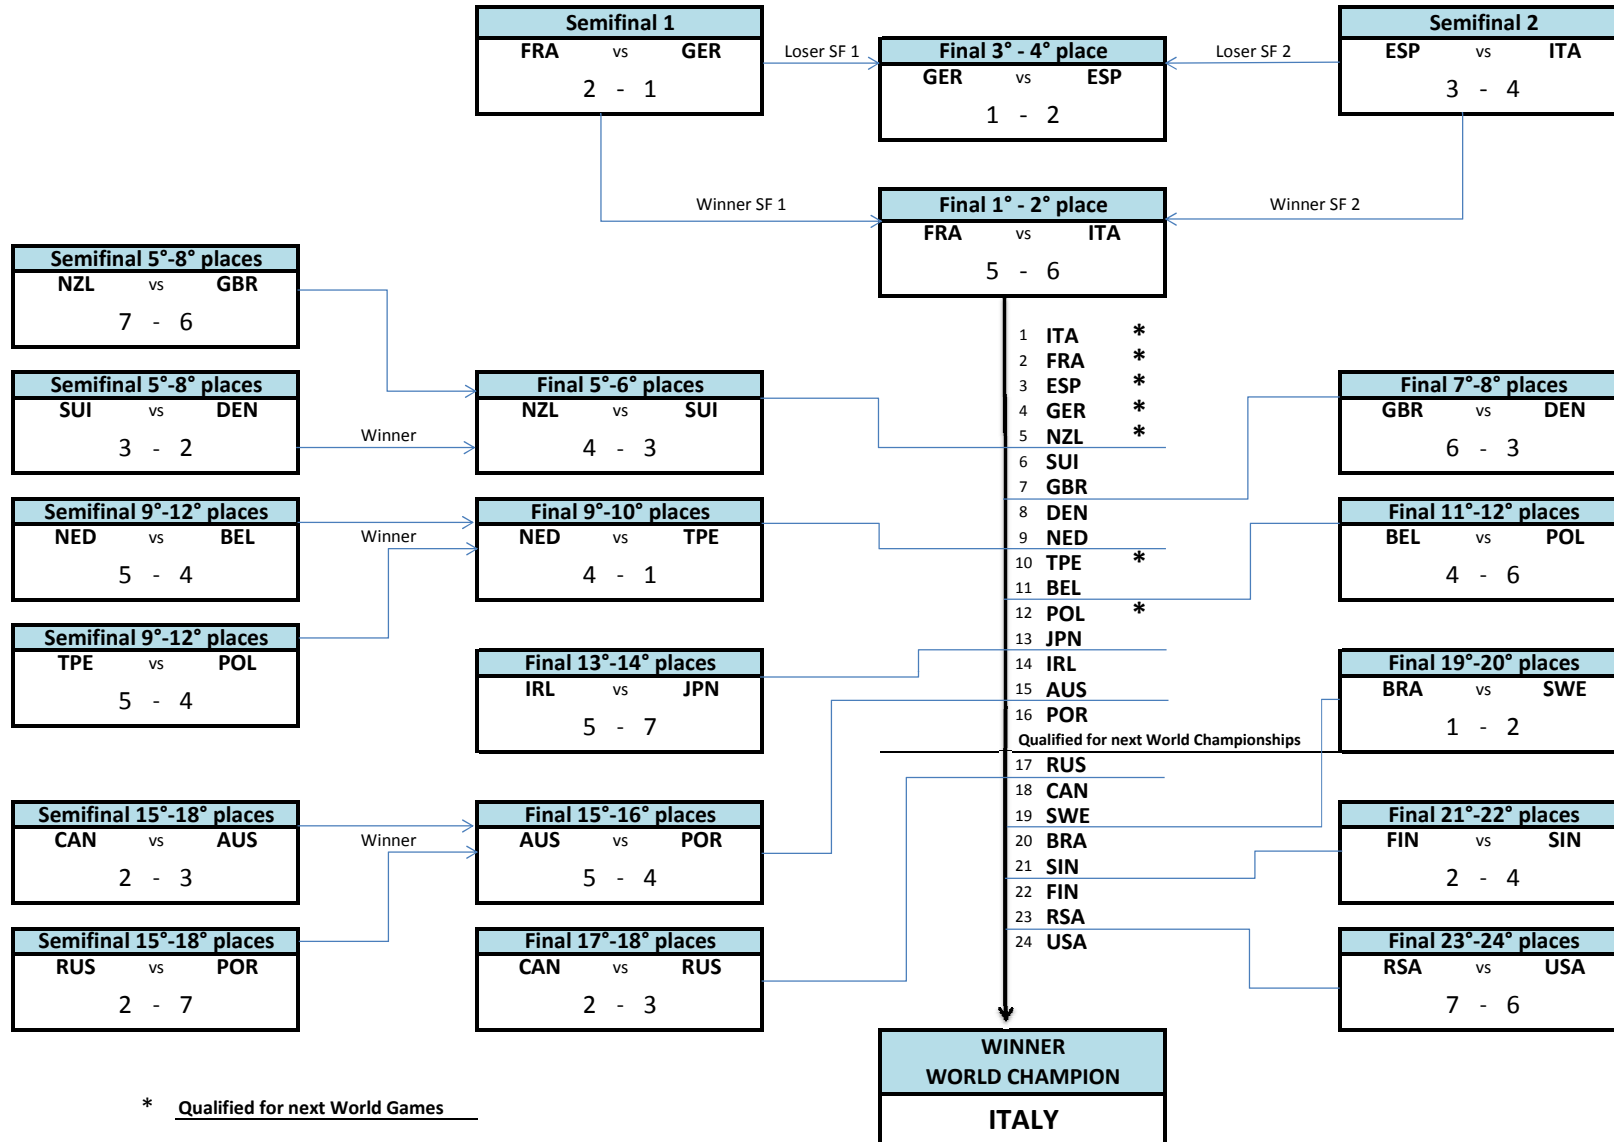 Semifinal 1
FRA vs GER
2 - 1
Loser SF 1
Final 3° - 4° place
GER vs ESP
1 - 2
Loser SF 2
Semifinal 2
ESP vs ITA
3 - 4
Winner SF 1
Final 1° - 2° place
FRA vs ITA
5 - 6
Winner SF 2
Semifinal 5°-8° places
NZL vs GBR
7 - 6
Semifinal 5°-8° places
SUI vs DEN
3 - 2
Winner
Final 5°-6° places
NZL vs SUI
4 - 3
Semifinal 9°-12° places
NED vs BEL
5 - 4
Winner
Final 9°-10° places
NED vs TPE
4 - 1
Semifinal 9°-12° places
TPE vs POL
5 - 4
Final 13°-14° places
IRL vs JPN
5 - 7
Semifinal 15°-18° places
CAN vs AUS
2 - 3
Winner
Final 15°-16° places
AUS vs POR
5 - 4
Semifinal 15°-18° places
RUS vs POR
2 - 7
Final 17°-18° places
CAN vs RUS
2 - 3
1 ITA *
2 FRA *
3 ESP *
4 GER *
5 NZL *
6 SUI
7 GBR
8 DEN
9 NED
10 TPE *
11 BEL
12 POL *
13 JPN
14 IRL
15 AUS
16 POR
Qualified for next World Championships
17 RUS
18 CAN
19 SWE
20 BRA
21 SIN
22 FIN
23 RSA
24 USA
Final 7°-8° places
GBR vs DEN
6 - 3
Final 11°-12° places
BEL vs POL
4 - 6
Final 19°-20° places
BRA vs SWE
1 - 2
Final 21°-22° places
FIN vs SIN
2 - 4
Final 23°-24° places
RSA vs USA
7 - 6
WINNER
WORLD CHAMPION
ITALY
* Qualified for next World Games